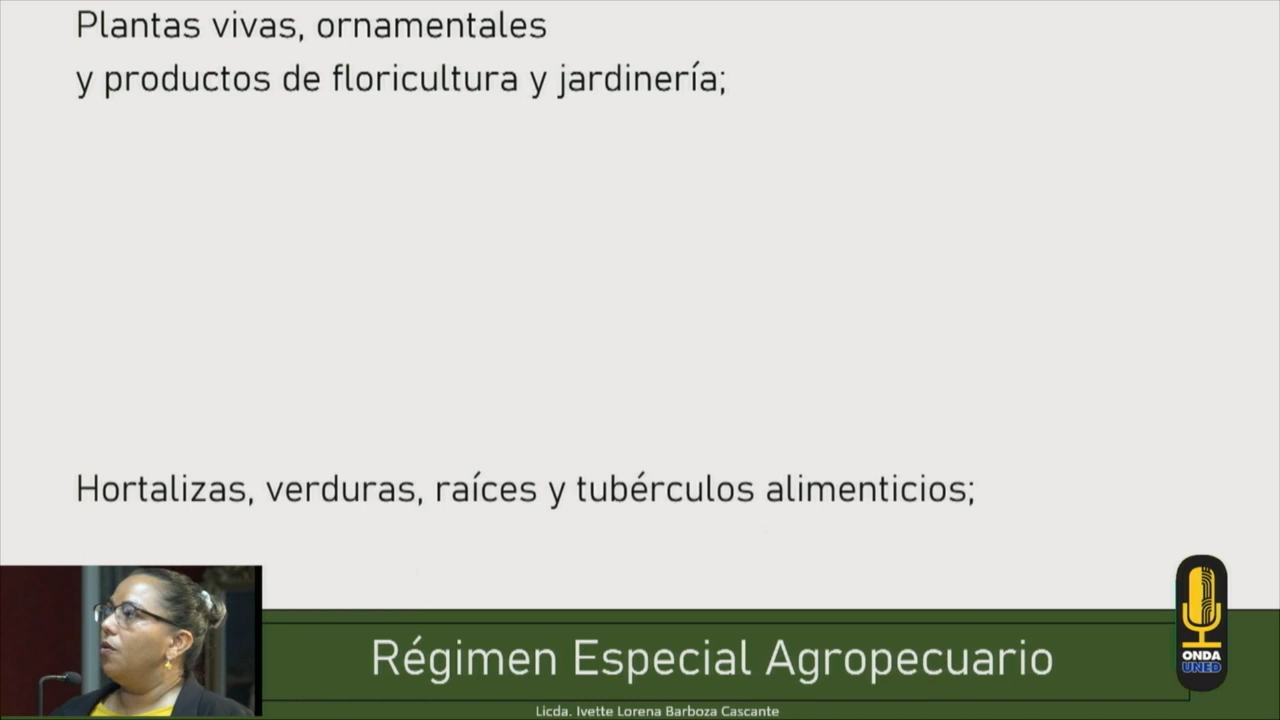 Plantas vivas, ornamentales
y productos de floricultura y jardinería;
Hortalizas, verduras, raíces y tubérculos alimenticios;
Régimen Especial Agropecuario
Licda. Ivette Lorena Barboza Cascante
ONDA
UNED